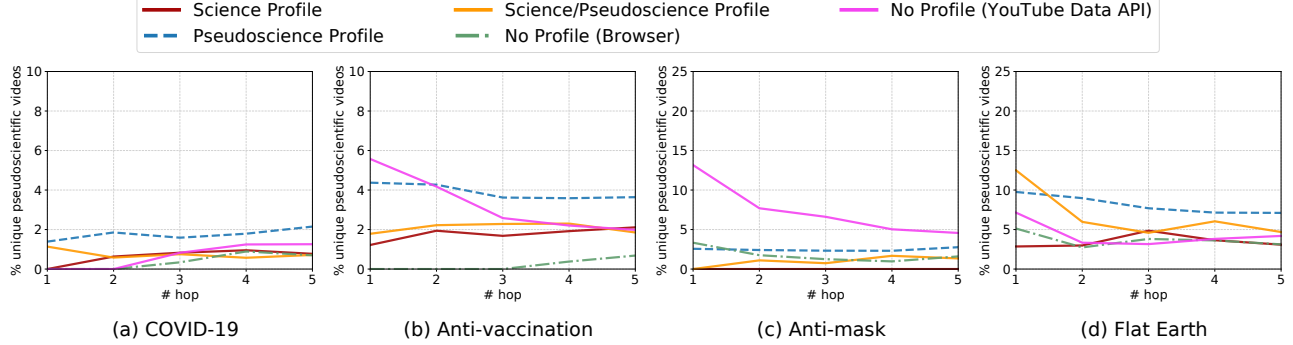 Science Profile
Pseudoscience Profile
Science/Pseudoscience Profile
No Profile (Browser)
No Profile (YouTube Data API)
% unique pseudoscientific videos
10
8
6
4
2
0
1 2 3 4 5
# hop
(a) COVID-19
% unique pseudoscientific videos
10
8
6
4
2
0
1 2 3 4 5
# hop
(b) Anti-vaccination
% unique pseudoscientific videos
25
20
15
10
5
0
1 2 3 4 5
# hop
(c) Anti-mask
% unique pseudoscientific videos
25
20
15
10
5
0
1 2 3 4 5
# hop
(d) Flat Earth